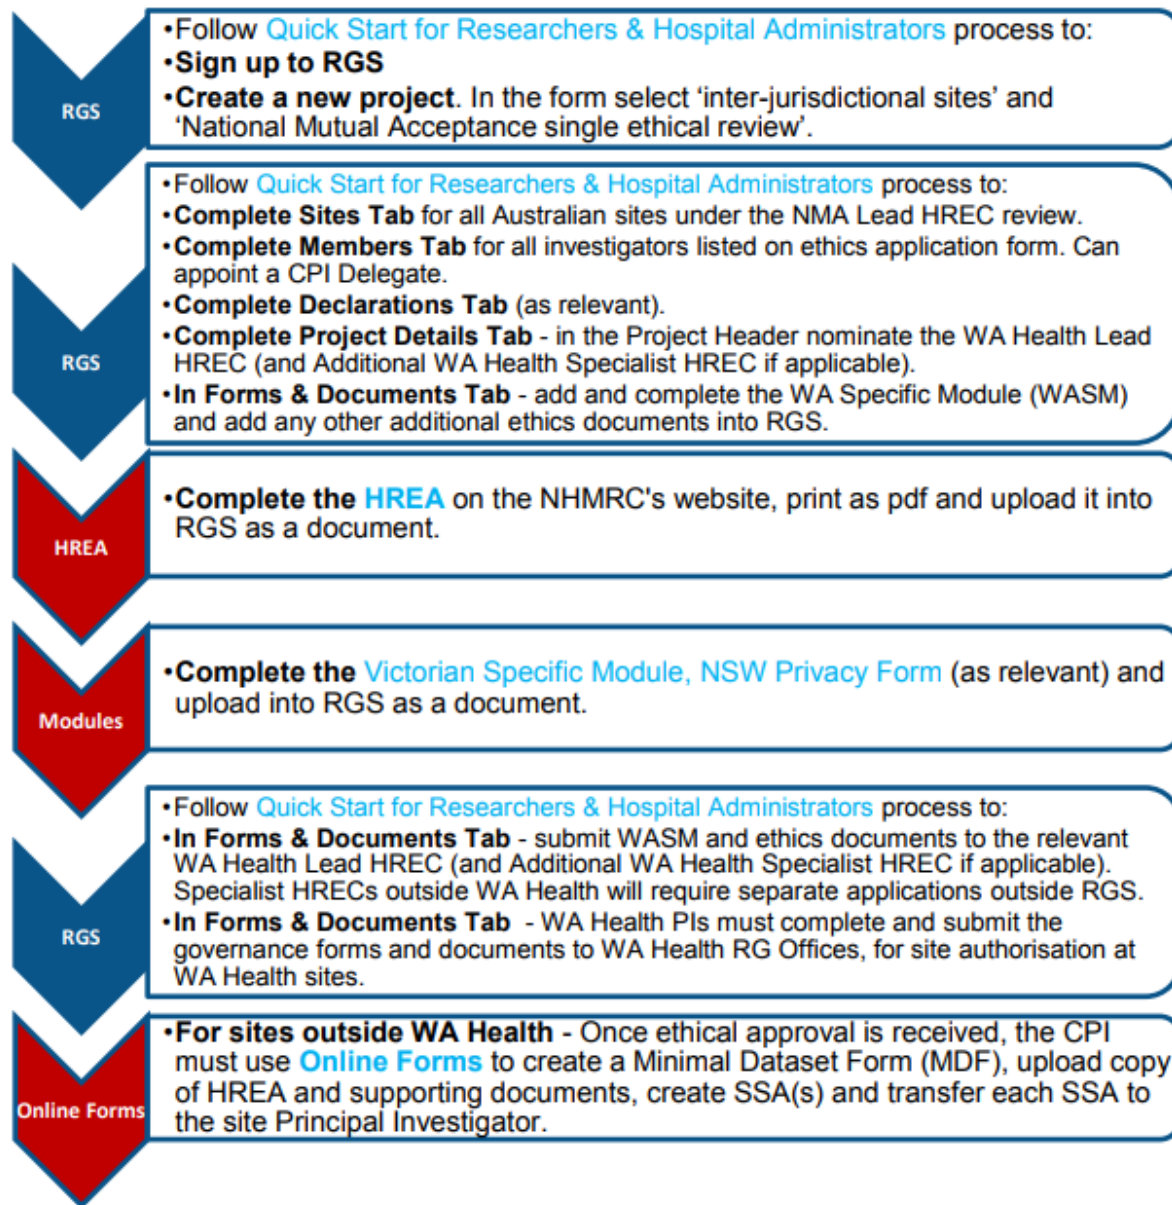 RGS
•Follow Quick Start for Researchers & Hospital Administrators process to:
•Sign up to RGS
•Create a new project. In the form select ‘inter-jurisdictional sites’ and
‘National Mutual Acceptance single ethical review’.
RGS
•Follow Quick Start for Researchers & Hospital Administrators process to:
•Complete Sites Tab for all Australian sites under the NMA Lead HREC review.
•Complete Members Tab for all investigators listed on ethics application form. Can
appoint a CPI Delegate.
•Complete Declarations Tab (as relevant).
•Complete Project Details Tab - in the Project Header nominate the WA Health Lead
HREC (and Additional WA Health Specialist HREC if applicable).
•In Forms & Documents Tab - add and complete the WA Specific Module (WASM)
and add any other additional ethics documents into RGS.
HREA
•Complete the HREA on the NHMRC's website, print as pdf and upload it into
RGS as a document.
Modules
•Complete the Victorian Specific Module, NSW Privacy Form (as relevant) and
upload into RGS as a document.
RGS
•Follow Quick Start for Researchers & Hospital Administrators process to:
•In Forms & Documents Tab - submit WASM and ethics documents to the relevant
WA Health Lead HREC (and Additional WA Health Specialist HREC if applicable).
Specialist HRECs outside WA Health will require separate applications outside RGS.
•In Forms & Documents Tab - WA Health PIs must complete and submit the
governance forms and documents to WA Health RG Offices, for site authorisation at
WA Health sites.
Online Forms
•For sites outside WA Health - Once ethical approval is received, the CPI
must use Online Forms to create a Minimal Dataset Form (MDF), upload copy
of HREA and supporting documents, create SSA(s) and transfer each SSA to
the site Principal Investigator.